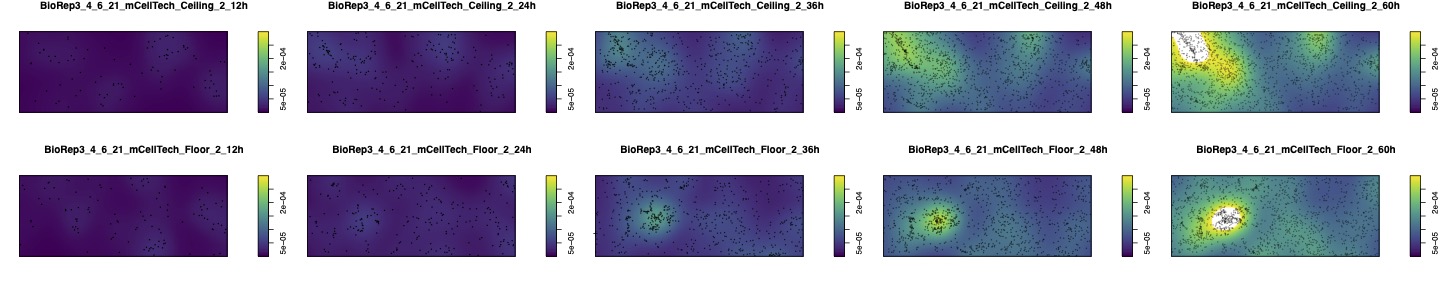 BioRep3_4_6_21_mCellTech_Ceiling_2_12h
BioRep3_4_6_21_mCellTech_Ceiling_2_24h
BioRep3_4_6_21_mCellTech_Ceiling_2_36h
BioRep3_4_6_21_mCellTech_Ceiling_2_48h
BioRep3_4_6_21_mCellTech_Ceiling_2_60h
5e−05 2e−04
5e−05 2e−04
5e−05 2e−04
5e−05 2e−04
5e−05 2e−04
BioRep3_4_6_21_mCellTech_Floor_2_12h
BioRep3_4_6_21_mCellTech_Floor_2_24h
BioRep3_4_6_21_mCellTech_Floor_2_36h
BioRep3_4_6_21_mCellTech_Floor_2_48h
BioRep3_4_6_21_mCellTech_Floor_2_60h
5e−05 2e−04
5e−05 2e−04
5e−05 2e−04
5e−05 2e−04
5e−05 2e−04